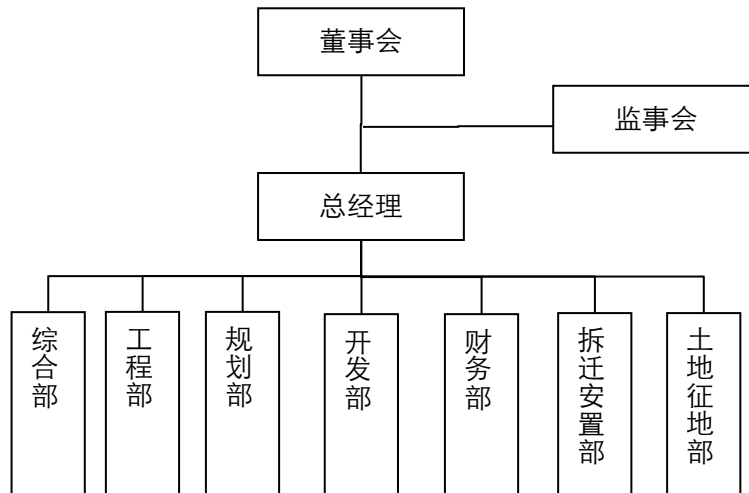 董事会
监事会
总经理
综合部
工程部
规划部
开发部
财务部
拆迁安置部
土地征地部